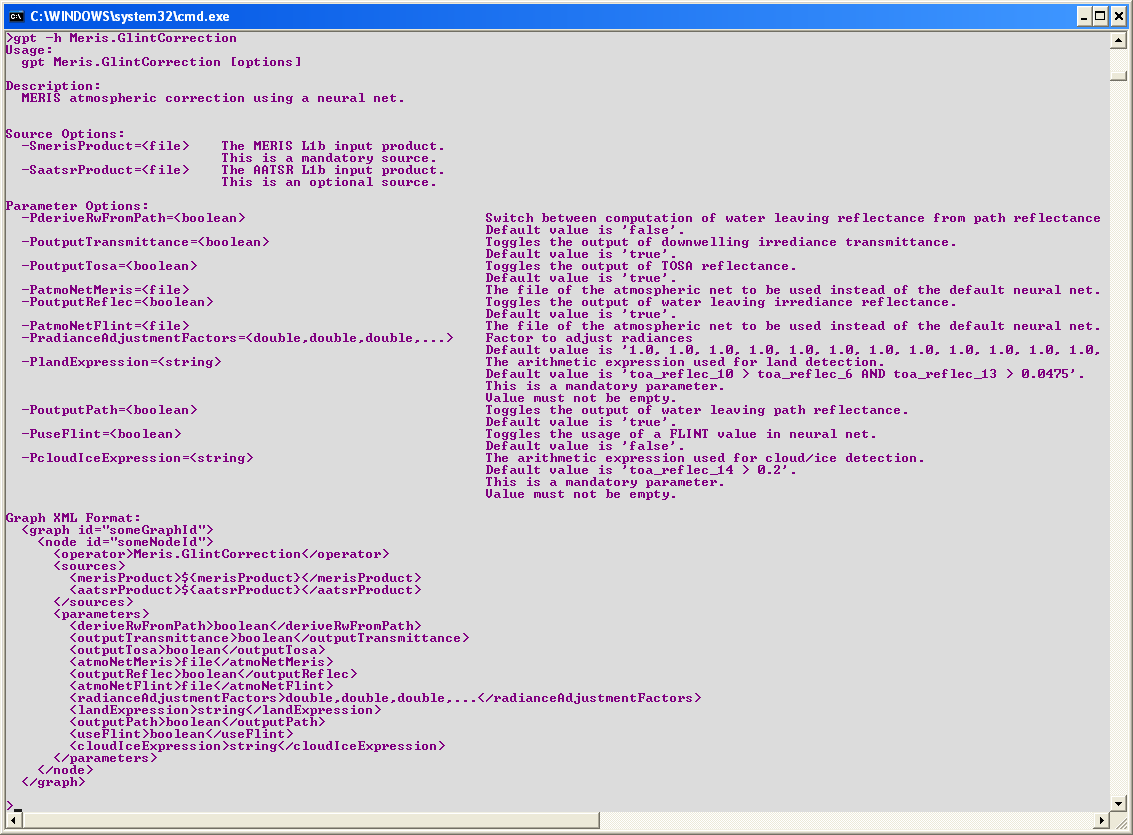 C:\WINDOWS\system32\cmd.exe
>gpt -h Meris.GlintCorrection
Usage:
  gpt Meris.GlintCorrection [options]

Description:
  MERIS atmospheric correction using a neural net.


Source Options:
  -SmerisProduct=<file>    The MERIS L1b input product.
                           This is a mandatory source.
  -SaatsrProduct=<file>    The AATSR L1b input product.
                           This is an optional source.

Parameter Options:
  -PderiveRwFromPath=<boolean>                              Switch between computation of water leaving reflectance from path reflectance
                                                            Default value is 'false'.
  -PoutputTransmittance=<boolean>                           Toggles the output of downwelling irrediance transmittance.
                                                            Default value is 'true'.
  -PoutputTosa=<boolean>                                    Toggles the output of TOSA reflectance.
                                                            Default value is 'true'.
  -PatmoNetMeris=<file>                                     The file of the atmospheric net to be used instead of the default neural net.
  -PoutputReflec=<boolean>                                  Toggles the output of water leaving irrediance reflectance.
                                                            Default value is 'true'.
  -PatmoNetFlint=<file>                                     The file of the atmospheric net to be used instead of the default neural net.
  -PradianceAdjustmentFactors=<double,double,double,...>    Factor to adjust radiances
                                                            Default value is '1.0, 1.0, 1.0, 1.0, 1.0, 1.0, 1.0, 1.0, 1.0, 1.0, 1.0, 1.0,
  -PlandExpression=<string>                                 The arithmetic expression used for land detection.
                                                            Default value is 'toa_reflec_10 > toa_reflec_6 AND toa_reflec_13 > 0.0475'.
                                                            This is a mandatory parameter.
                                                            Value must not be empty.
  -PoutputPath=<boolean>                                    Toggles the output of water leaving path reflectance.
                                                            Default value is 'true'.
  -PuseFlint=<boolean>                                      Toggles the usage of a FLINT value in neural net.
                                                            Default value is 'false'.
  -PcloudIceExpression=<string>                             The arithmetic expression used for cloud/ice detection.
                                                            Default value is 'toa_reflec_14 > 0.2'.
                                                            This is a mandatory parameter.
                                                            Value must not be empty.

Graph XML Format:
  <graph id="someGraphId">
    <node id="someNodeId">
      <operator>Meris.GlintCorrection</operator>
      <sources>
        <merisProduct>${merisProduct}</merisProduct>
        <aatsrProduct>${aatsrProduct}</aatsrProduct>
      </sources>
      <parameters>
        <deriveRwFromPath>boolean</deriveRwFromPath>
        <outputTransmittance>boolean</outputTransmittance>
        <outputTosa>boolean</outputTosa>
        <atmoNetMeris>file</atmoNetMeris>
        <outputReflec>boolean</outputReflec>
        <atmoNetFlint>file</atmoNetFlint>
        <radianceAdjustmentFactors>double,double,double,...</radianceAdjustmentFactors>
        <landExpression>string</landExpression>
        <outputPath>boolean</outputPath>
        <useFlint>boolean</useFlint>
        <cloudIceExpression>string</cloudIceExpression>
      </parameters>
    </node>
  </graph>

>_